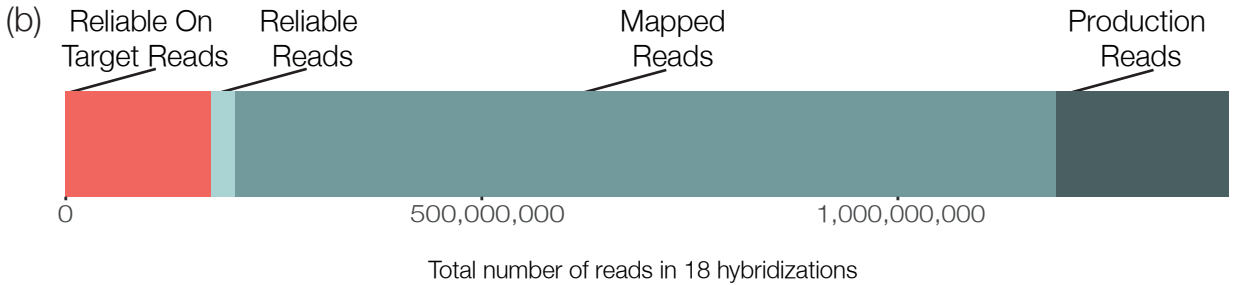 (b)
Reliable On
Target Reads
Reliable
Reads
Mapped
Reads
Production
Reads
0
500,000,000
1,000,000,000
Total number of reads in 18 hybridizations